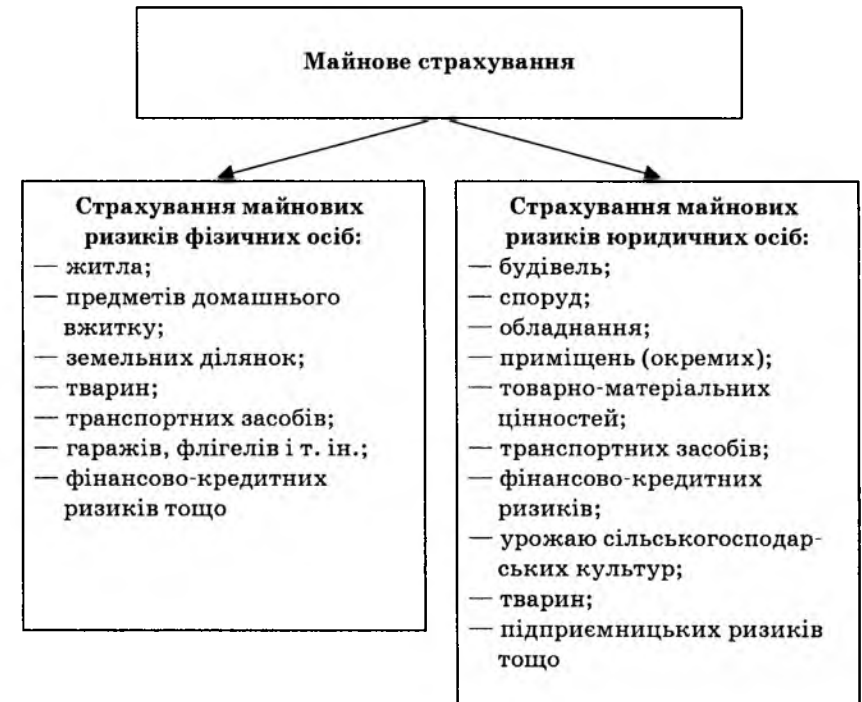 Майнове страхування
Страхування майнових
ризиків фізичних осіб:
— житла;
— предметів домашнього
вжитку;
— земельних ділянок;
— тварин;
— транспортних засобів;
— гаражів, флігелів і т. ін.;
— фінансово-кредитних
ризиків тощо
Страхування майнових
ризиків юридичних осіб:
— будівель;
— споруд;
— обладнання;
— приміщень (окремих);
— товарно-матеріальних
цінностей;
— транспортних засобів;
— фінансово-кредитних
ризиків;
— урожаю сільськогосподар-
ських культур;
— тварин;
— підприємницьких ризиків
тощо